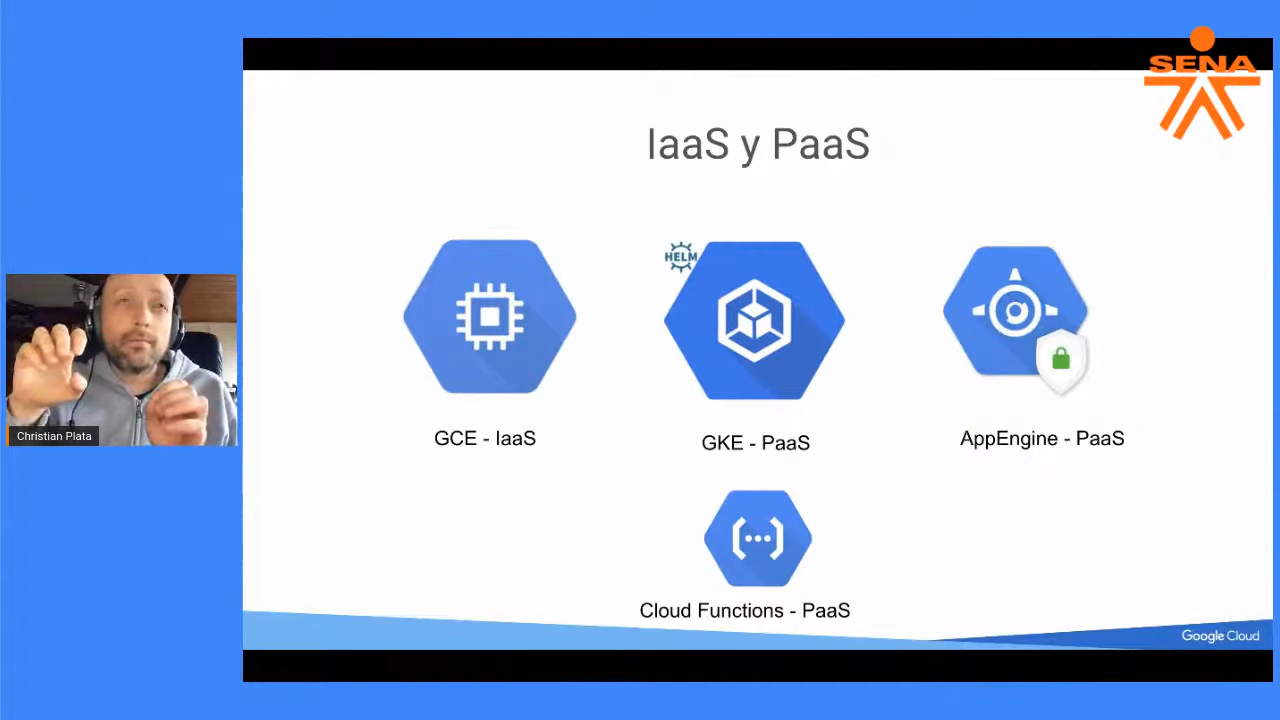 SENA
IaaS y PaaS
HELM
GCE - IaaS
GKE - PaaS
AppEngine - PaaS
Christian Plata
Cloud Functions - PaaS
Google Cloud